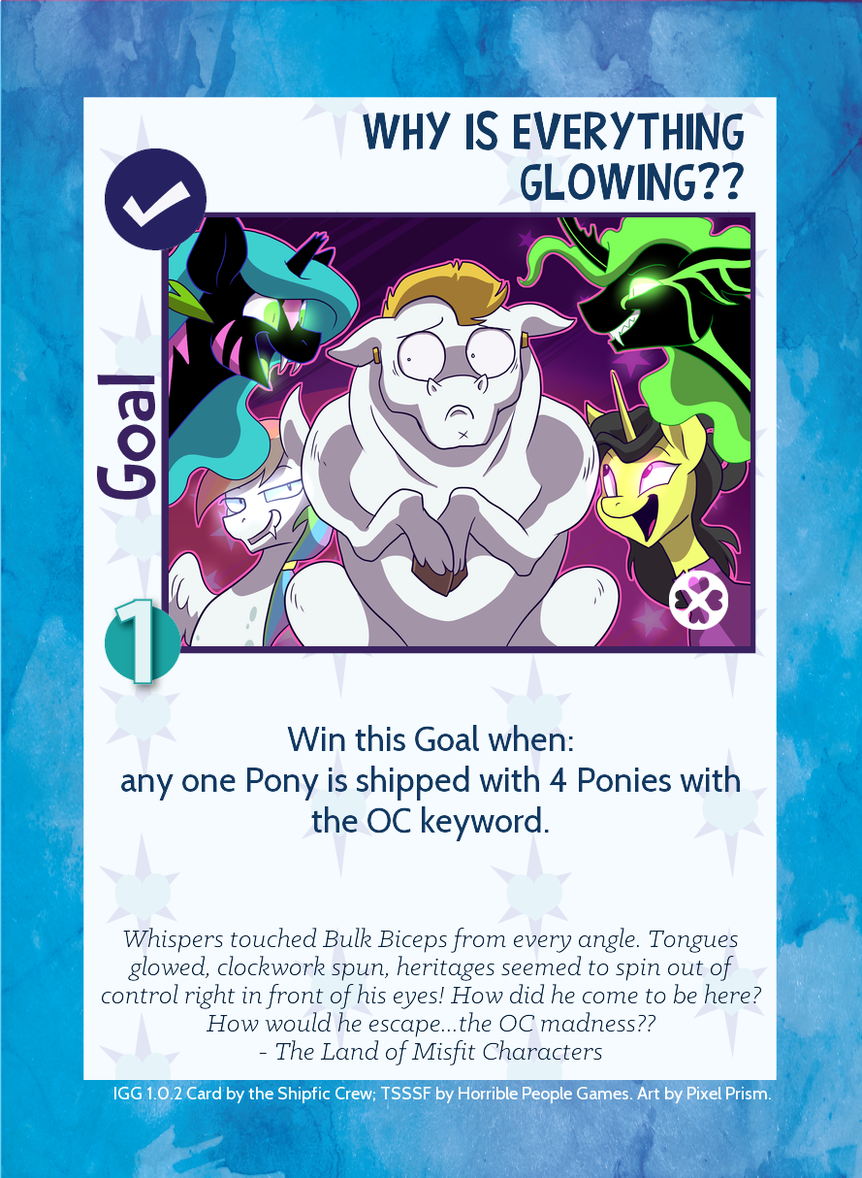 WHY IS EVERYTHING
GLOWING??
Goal
1
Win this Goal when:
any one Pony is shipped with 4 Ponies with
the OC keyword.
Whispers touched Bulk Biceps from every angle. Tongues
glowed, clockwork spun, heritages seemed to spin out of
control right in front of his eyes! How did he come to be here?
How would he escape...the OC madness??
- The Land of Misfit Characters
IGG 1.0.2 Card by the Shipfic Crew; TSSSF by Horrible People Games. Art by Pixel Prism.